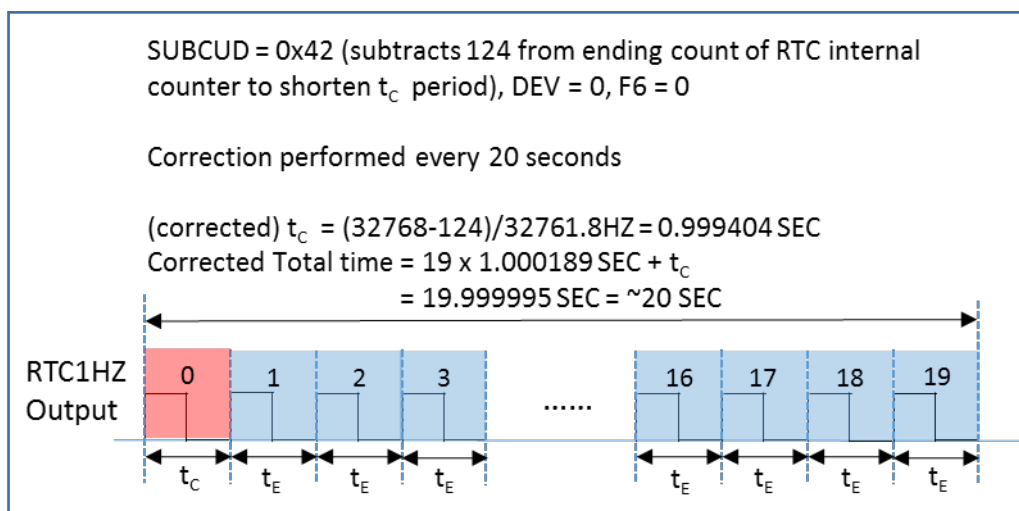 SUBCUD = 0x42 (subtracts 124 from ending count of RTC internal
counter to shorten tC period), DEV = 0, F6 = 0
Correction performed every 20 seconds
(corrected) tC = (32768-124)/32761.8HZ = 0.999404 SEC
Corrected Total time = 19 x 1.000189 SEC + tC
= 19.999995 SEC = ~20 SEC
RTC1HZ
Output
0 1 2 3 ...... 16 17 18 19
tC tE tE tE tE tE tE tE